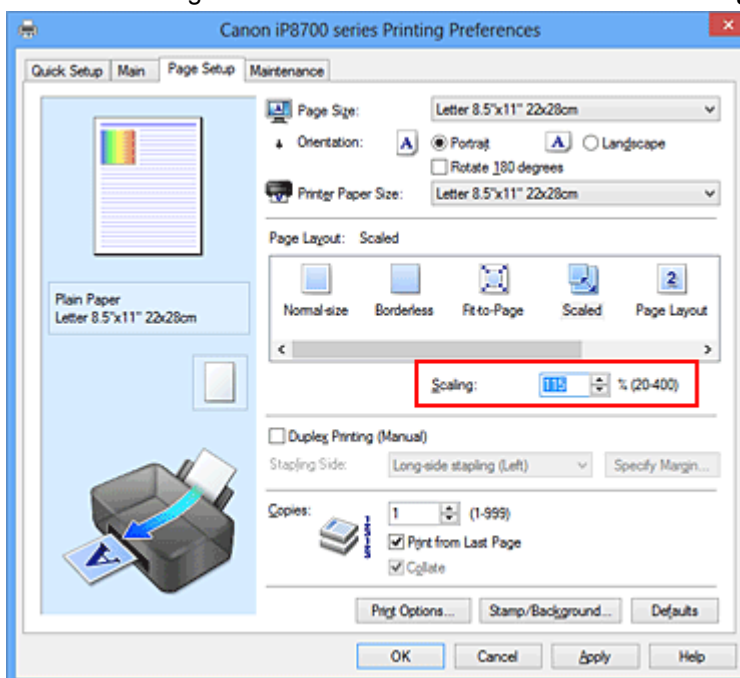 Canon iP8700 series Printing Preferences
Quick Setup Main Page Setup Maintenance
Page Size: Letter 8.5"x11" 22x28cm
Orientation: A Portrait A Landscape
Rotate 180 degrees
Printer Paper Size: Letter 8.5"x11" 22x28cm
Page Layout: Scaled
2
Normal-size Borderless Fit-to-Page Scaled Page Layout
Plain Paper
Letter 8.5"x11" 22x28cm
Scaling: 115 % (20-400)
Duplex Printing (Manual)
Stapling Side: Long-side stapling (Left) Specify Margin...
Copies: 1 (1-999)
Print from Last Page
Collate
A
Print Options... Stamp/Background... Defaults
OK Cancel Apply Help